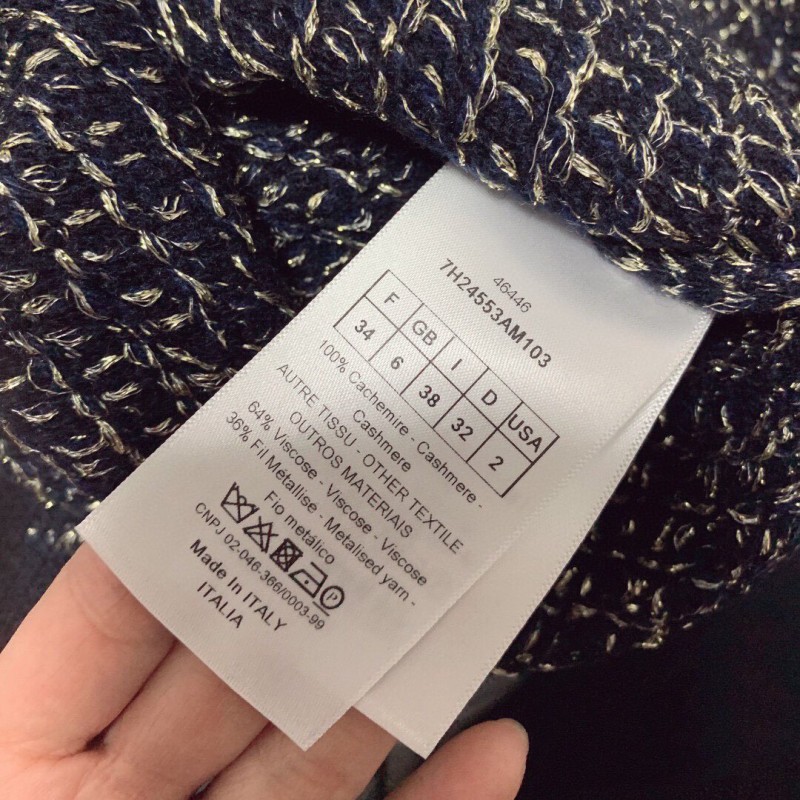 46446
7H24553AM103
F GB I D USA
34 6 38 32 2
100% Cachemire - Cashmere -
Cashmere
AUTRE TISSU - OTHER TEXTILE
OUTROS MATERIAIS
64% Viscose - Viscose - Viscose
36% Fil Métallise - Metalised yarn -
Fio metálico
P
CNPJ 02-046-366/0003-99
Made In ITALY
ITALIA